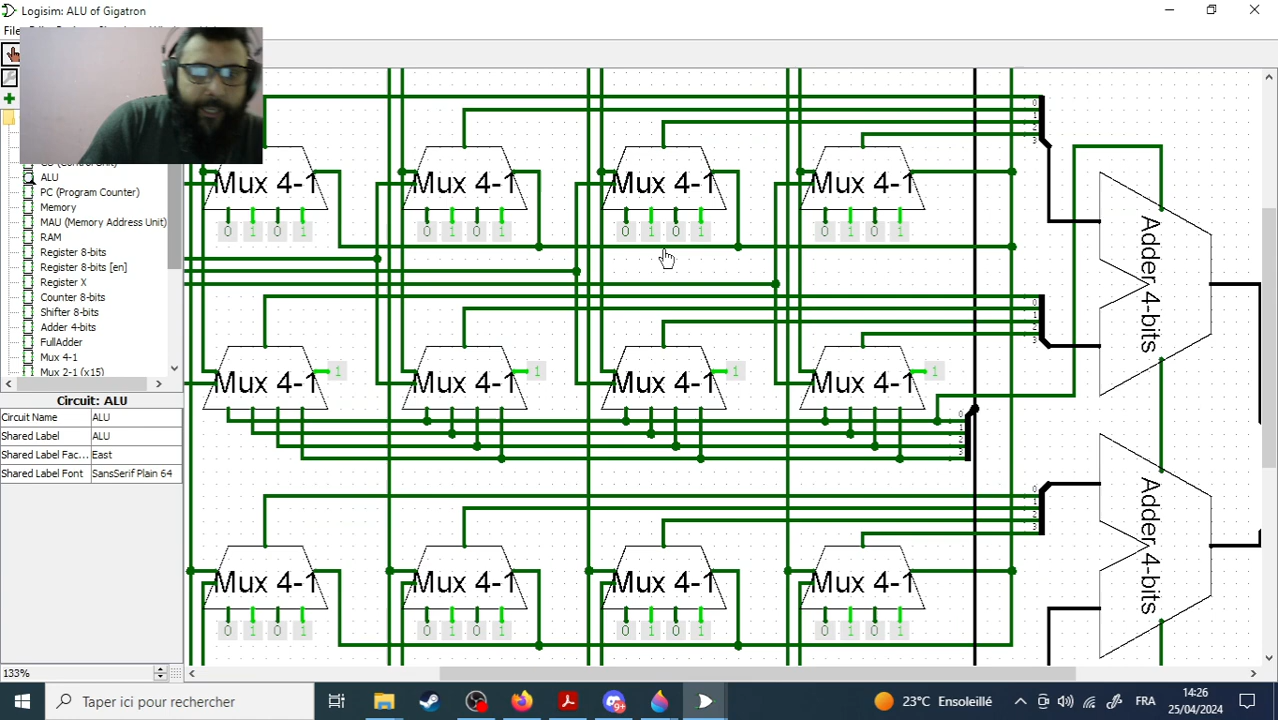 Logisim: ALU of Gigatron
ALU
PC (Program Counter)
Memory
MAU (Memory Address Unit)
RAM
Register 8-bits
Register 8-bits [en]
Register X
Counter 8-bits
Shifter 8-bits
Adder 4-bits
FullAdder
Mux 4-1
Mux 2-1 (x15)
Circuit: ALU
Circuit Name ALU
Shared Label ALU
Shared Label Fac... East
Shared Label Font SansSerif Plain 64
133%
Mux 4-1 Mux 4-1 Mux 4-1 Mux 4-1
0 1 0 1 0 1 0 1 0 1 0 1 0 1 0 1
Mux 4-1 1 Mux 4-1 1 Mux 4-1 1 Mux 4-1 1
Mux 4-1 Mux 4-1 Mux 4-1 Mux 4-1
0 1 0 1 0 1 0 1 0 1 0 1 0 1 0 1
Adder 4-bits
Adder 4-bits
Taper ici pour rechercher
9+
23°C Ensoleillé
FRA
14:26
25/04/2024